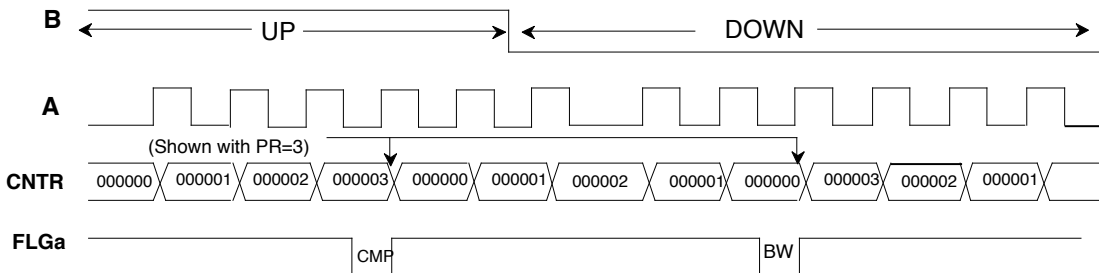 B
UP
DOWN
A
(Shown with PR=3)
CNTR 000000 000001 000002 000003 000000 000001 000002 000001 000000 000003 000002 000001
FLGa CMP BW